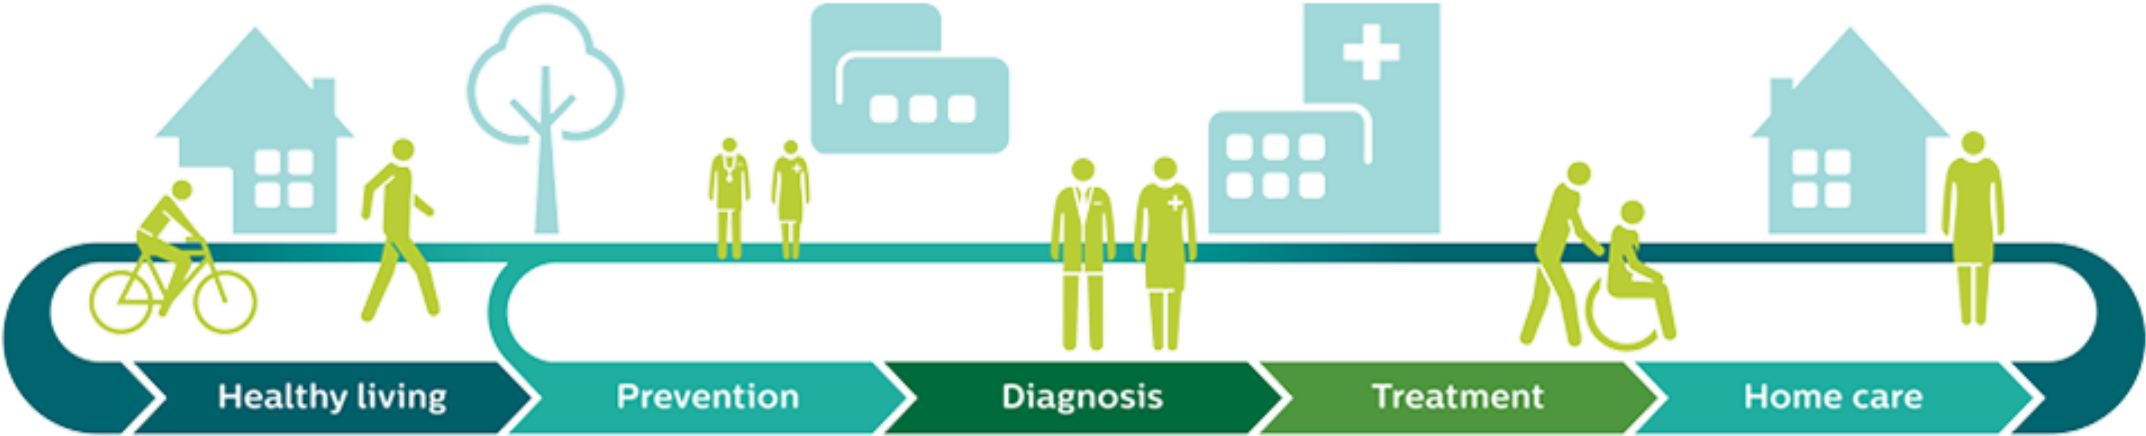 Healthy living
Prevention
Diagnosis
Treatment
Home care